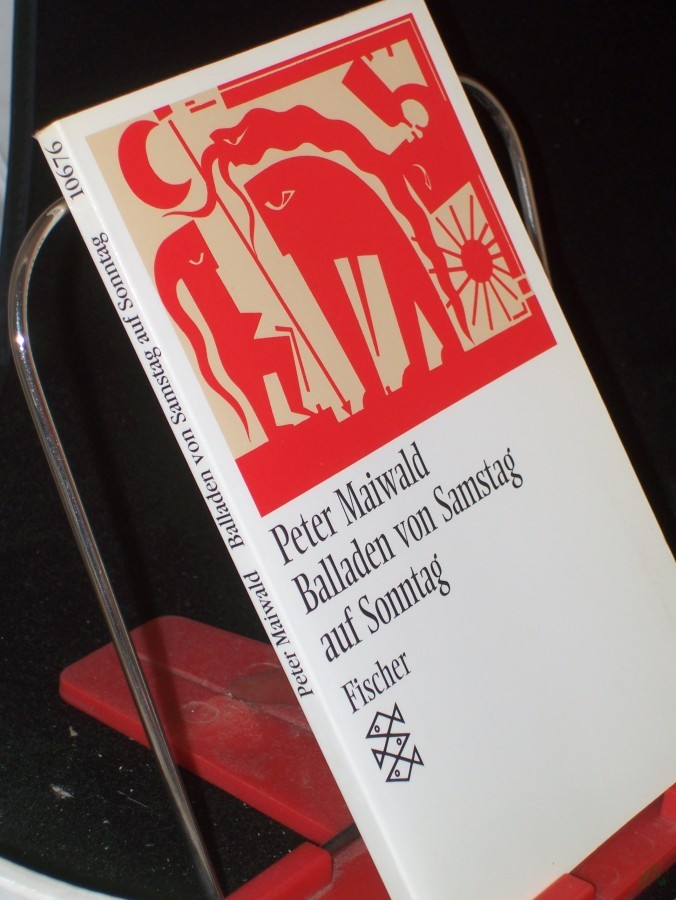 Peter Maiwald
Balladen von Samstag
auf Sonntag
Fischer
Peter Maiwald Balladen von Samstag auf Sonntag 10676